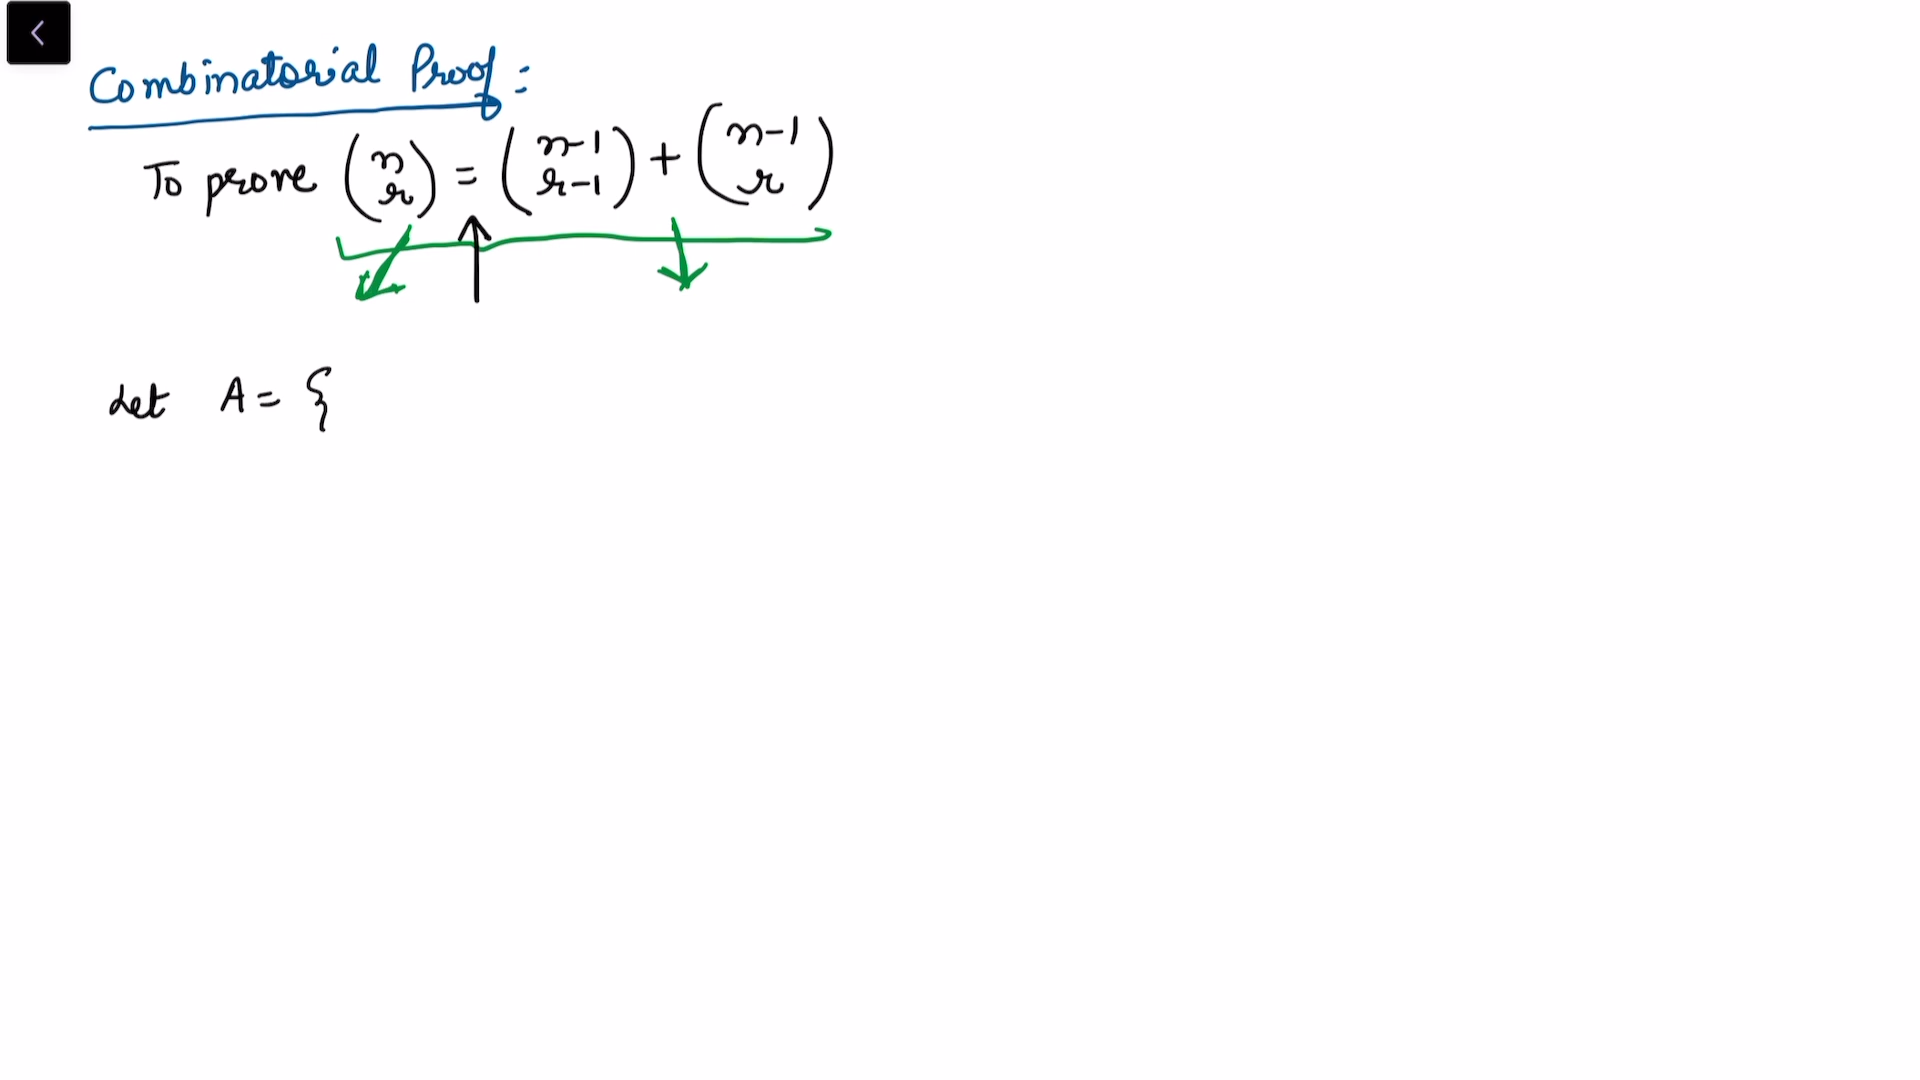 Combinatorial Proof :
To prove (n r) = (n-1 r-1) + (n-1 r)
Let A = {